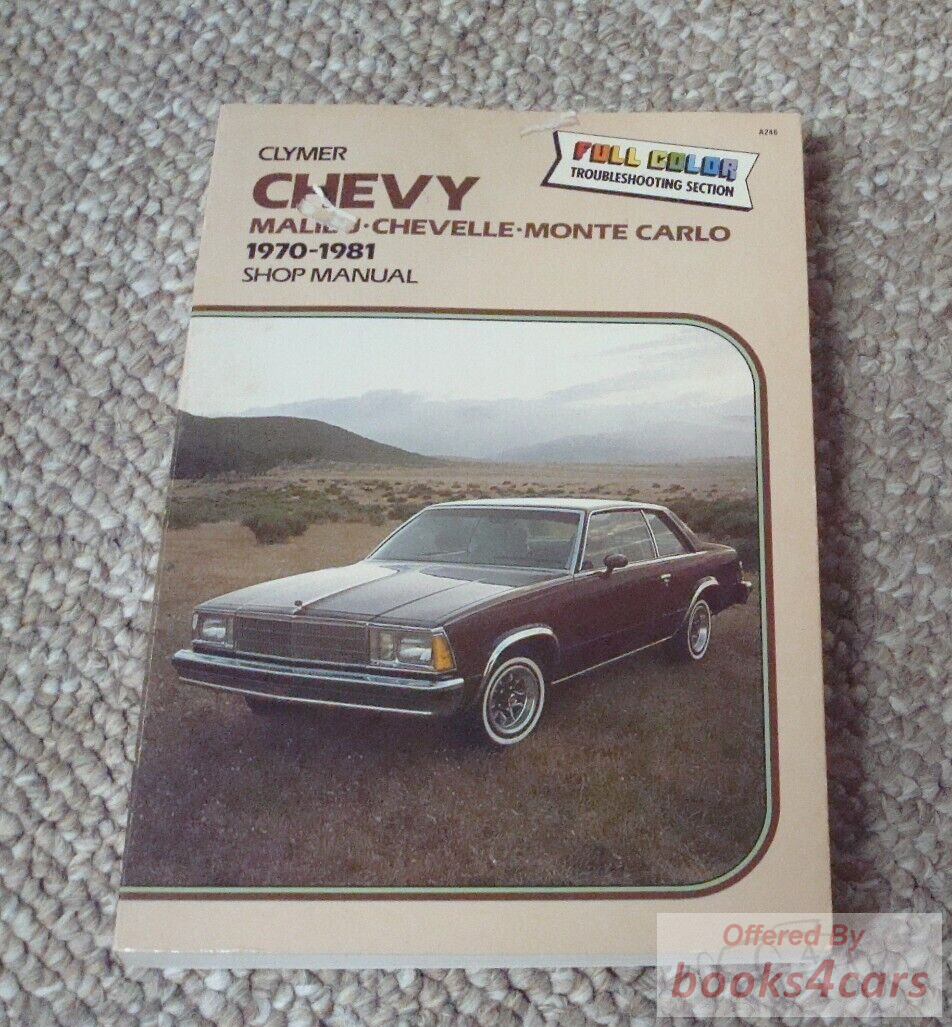 A246
CLYMER
FULL COLOR
TROUBLESHOOTING SECTION
CHEVY
MALIBU·CHEVELLE·MONTE CARLO
1970-1981
SHOP MANUAL
Offered By
books4cars